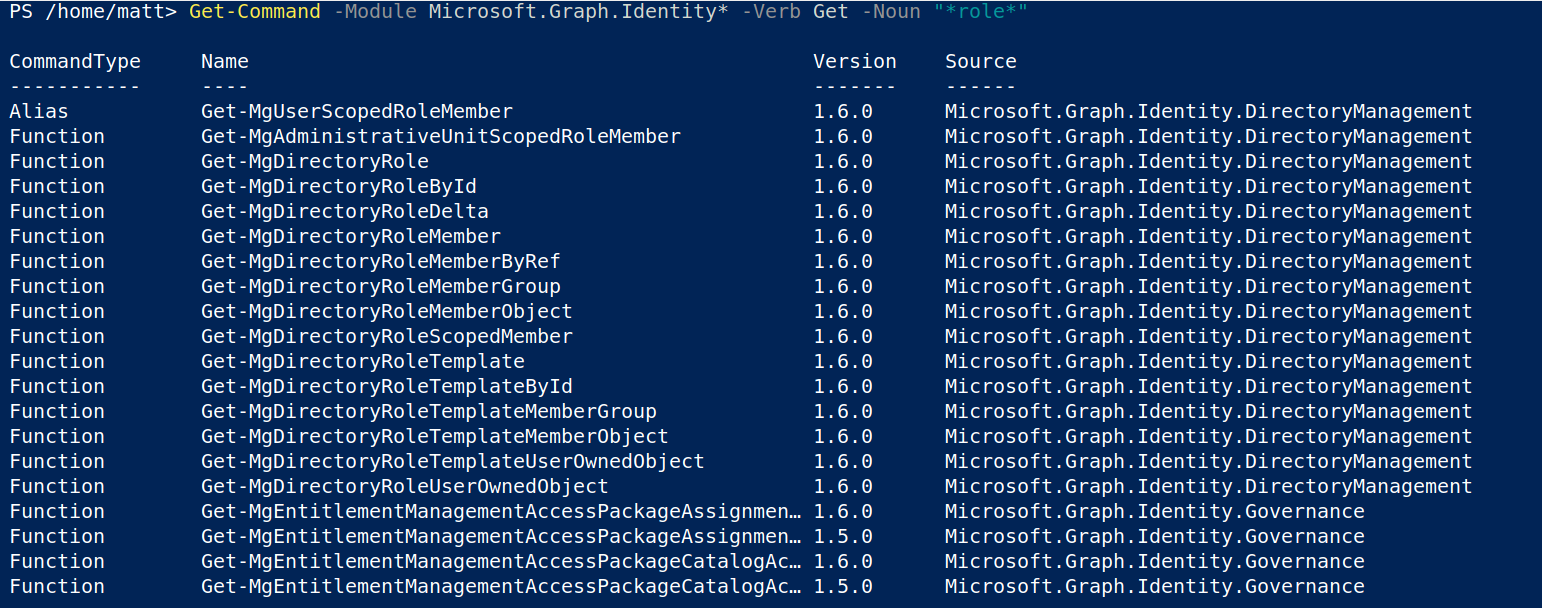 PS /home/matt> Get-Command -Module Microsoft.Graph.Identity* -Verb Get -Noun "*role*"
CommandType     Name                                               Version    Source
-----------     ----                                               -------    ------
Alias           Get-MgUserScopedRoleMember                         1.6.0      Microsoft.Graph.Identity.DirectoryManagement
Function        Get-MgAdministrativeUnitScopedRoleMember           1.6.0      Microsoft.Graph.Identity.DirectoryManagement
Function        Get-MgDirectoryRole                                1.6.0      Microsoft.Graph.Identity.DirectoryManagement
Function        Get-MgDirectoryRoleById                            1.6.0      Microsoft.Graph.Identity.DirectoryManagement
Function        Get-MgDirectoryRoleDelta                           1.6.0      Microsoft.Graph.Identity.DirectoryManagement
Function        Get-MgDirectoryRoleMember                          1.6.0      Microsoft.Graph.Identity.DirectoryManagement
Function        Get-MgDirectoryRoleMemberByRef                     1.6.0      Microsoft.Graph.Identity.DirectoryManagement
Function        Get-MgDirectoryRoleMemberGroup                     1.6.0      Microsoft.Graph.Identity.DirectoryManagement
Function        Get-MgDirectoryRoleMemberObject                    1.6.0      Microsoft.Graph.Identity.DirectoryManagement
Function        Get-MgDirectoryRoleScopedMember                    1.6.0      Microsoft.Graph.Identity.DirectoryManagement
Function        Get-MgDirectoryRoleTemplate                        1.6.0      Microsoft.Graph.Identity.DirectoryManagement
Function        Get-MgDirectoryRoleTemplateById                    1.6.0      Microsoft.Graph.Identity.DirectoryManagement
Function        Get-MgDirectoryRoleTemplateMemberGroup             1.6.0      Microsoft.Graph.Identity.DirectoryManagement
Function        Get-MgDirectoryRoleTemplateMemberObject            1.6.0      Microsoft.Graph.Identity.DirectoryManagement
Function        Get-MgDirectoryRoleTemplateUserOwnedObject         1.6.0      Microsoft.Graph.Identity.DirectoryManagement
Function        Get-MgDirectoryRoleUserOwnedObject                 1.6.0      Microsoft.Graph.Identity.DirectoryManagement
Function        Get-MgEntitlementManagementAccessPackageAssignmen… 1.6.0      Microsoft.Graph.Identity.Governance
Function        Get-MgEntitlementManagementAccessPackageAssignmen… 1.5.0      Microsoft.Graph.Identity.Governance
Function        Get-MgEntitlementManagementAccessPackageCatalogAc… 1.6.0      Microsoft.Graph.Identity.Governance
Function        Get-MgEntitlementManagementAccessPackageCatalogAc… 1.5.0      Microsoft.Graph.Identity.Governance